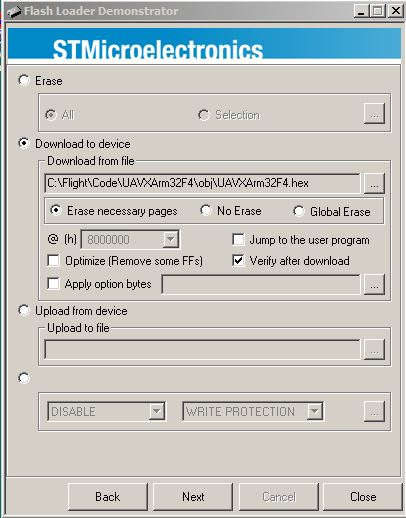 Flash Loader Demonstrator
STMicroelectronics
Erase
All Selection ...
Download to device
Download from file
C:\Flight\Code\UAVXArm32F4\obj\UAVXArm32F4.hex ...
Erase necessary pages No Erase Global Erase
@ (h) 8000000 Jump to the user program
Optimize (Remove some FFs) Verify after download
Apply option bytes ...
Upload from device
Upload to file
...
DISABLE WRITE PROTECTION ...
Back Next Cancel Close